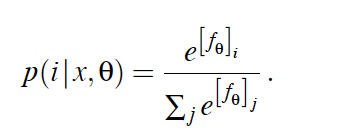 p(i|x, θ) = e^{[f_θ]_i} / ∑_j e^{[f_θ]_j} .